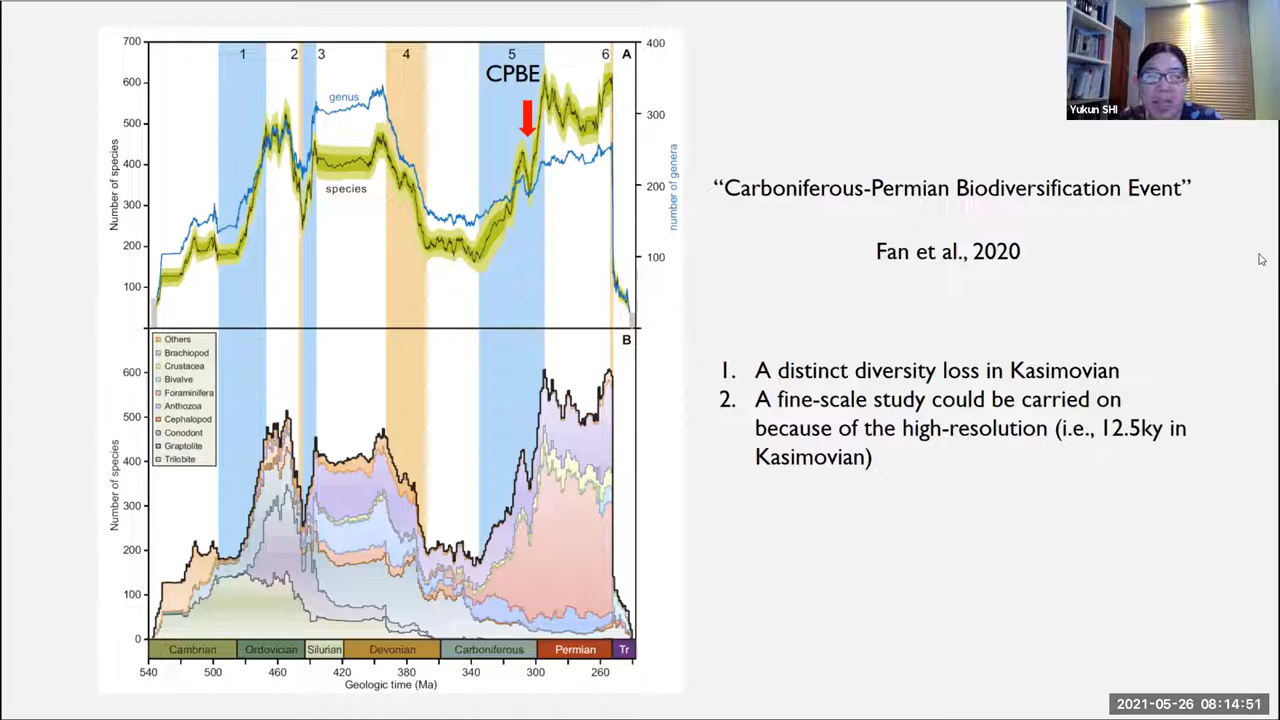 700
600
500
400
300
200
100
Number of species
1
2
3
4
5
6
A
CPBE
genus
species
400
300
200
100
number of genera
B
Others
Brachiopod
Crustacea
Bivalve
Foraminifera
Anthozoa
Cephalopod
Conodont
Graptolite
Trilobite
600
500
400
300
200
100
0
Number of species
Cambrian
Ordovician
Silurian
Devonian
Carboniferous
Permian
Tr
540
500
460
420
380
340
300
260
Geologic time (Ma)
Yukun SHI
“Carboniferous-Permian Biodiversification Event”
Fan et al., 2020
1. A distinct diversity loss in Kasimovian
2. A fine-scale study could be carried on
because of the high-resolution (i.e., 12.5ky in
Kasimovian)
2021-05-26 08:14:51